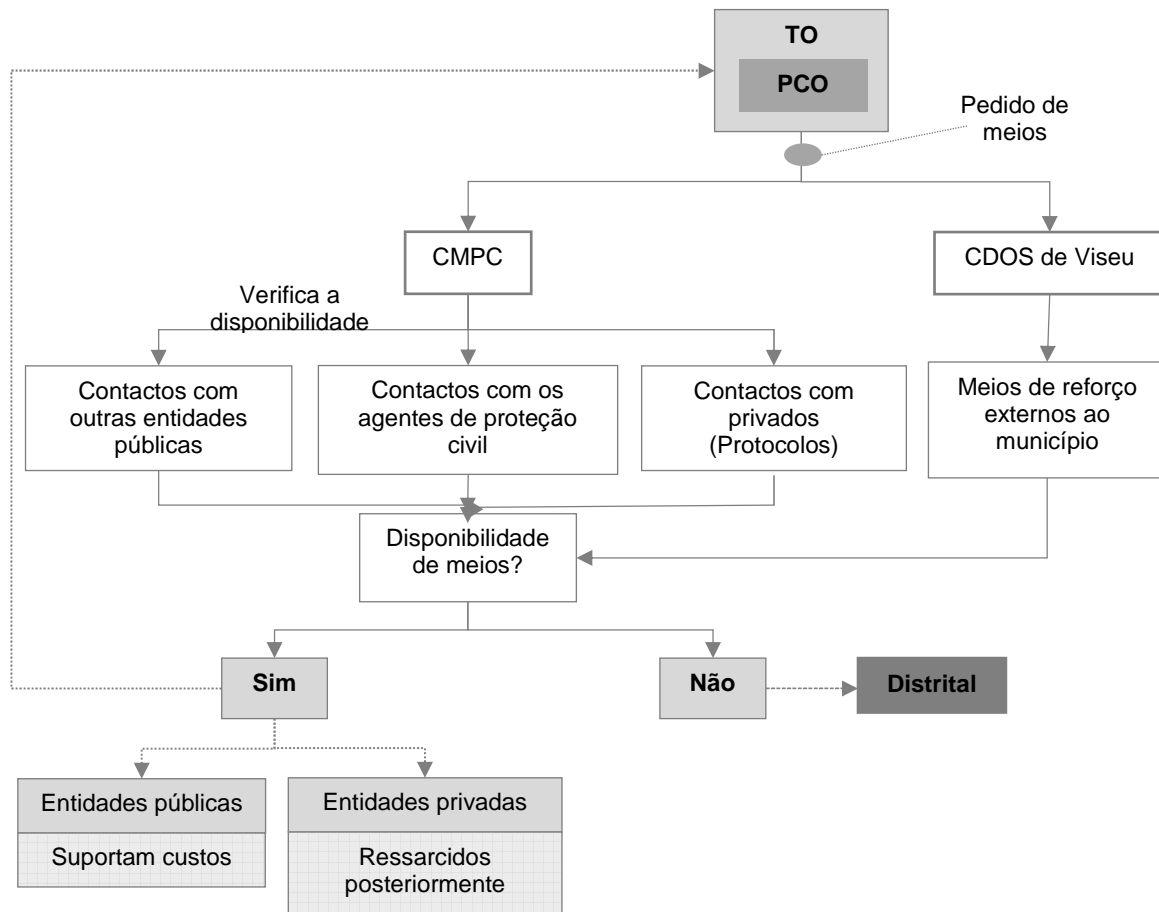 TO
PCO
Pedido de
meios
CMPC
CDOS de Viseu
Verifica a
disponibilidade
Contactos com
outras entidades
públicas
Contactos com os
agentes de proteção
civil
Contactos com
privados
(Protocolos)
Meios de reforço
externos ao
município
Disponibilidade
de meios?
Sim
Não
Distrital
Entidades públicas
Suportam custos
Entidades privadas
Ressarcidos
posteriormente